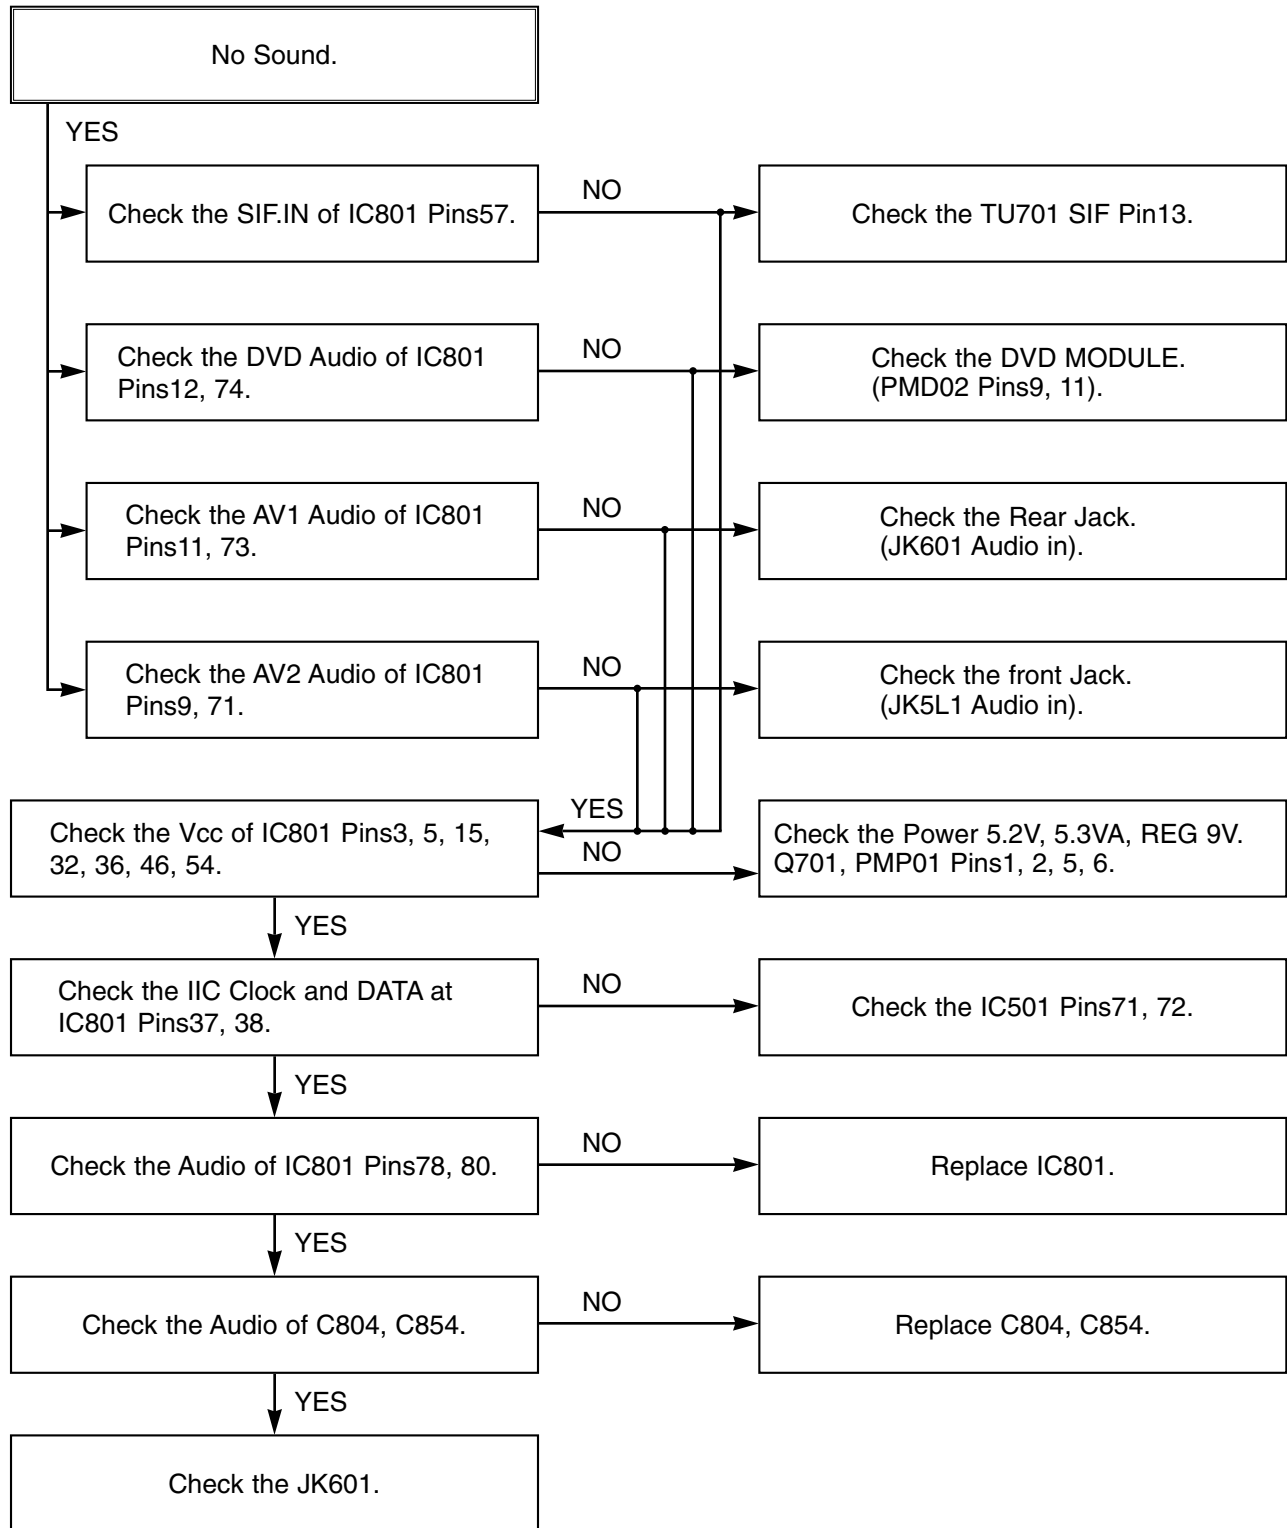 No Sound.
YES
Check the SIF.IN of IC801 Pins57.
NO
Check the TU701 SIF Pin13.
Check the DVD Audio of IC801
Pins12, 74.
NO
Check the DVD MODULE.
(PMD02 Pins9, 11).
Check the AV1 Audio of IC801
Pins11, 73.
NO
Check the Rear Jack.
(JK601 Audio in).
Check the AV2 Audio of IC801
Pins9, 71.
NO
Check the front Jack.
(JK5L1 Audio in).
YES
Check the Vcc of IC801 Pins3, 5, 15,
32, 36, 46, 54.
NO
Check the Power 5.2V, 5.3VA, REG 9V.
Q701, PMP01 Pins1, 2, 5, 6.
YES
Check the IIC Clock and DATA at
IC801 Pins37, 38.
NO
Check the IC501 Pins71, 72.
YES
Check the Audio of IC801 Pins78, 80.
NO
Replace IC801.
YES
Check the Audio of C804, C854.
NO
Replace C804, C854.
YES
Check the JK601.